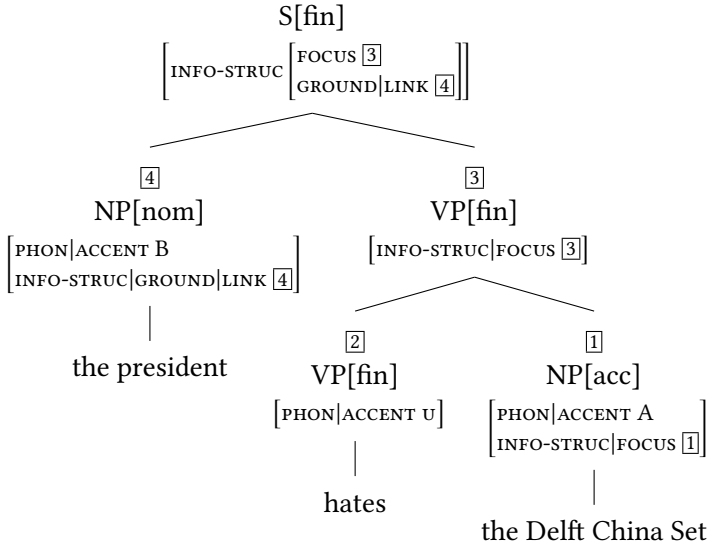 S[fin]
[INFO-STRUC [FOCUS 3
GROUND|LINK 4]]
4 3
NP[nom] VP[fin]
[PHON|ACCENT B
INFO-STRUC|GROUND|LINK 4]
[INFO-STRUC|FOCUS 3]
the president
2 1
VP[fin] NP[acc]
[PHON|ACCENT U]
[PHON|ACCENT A
INFO-STRUC|FOCUS 1]
hates
the Delft China Set